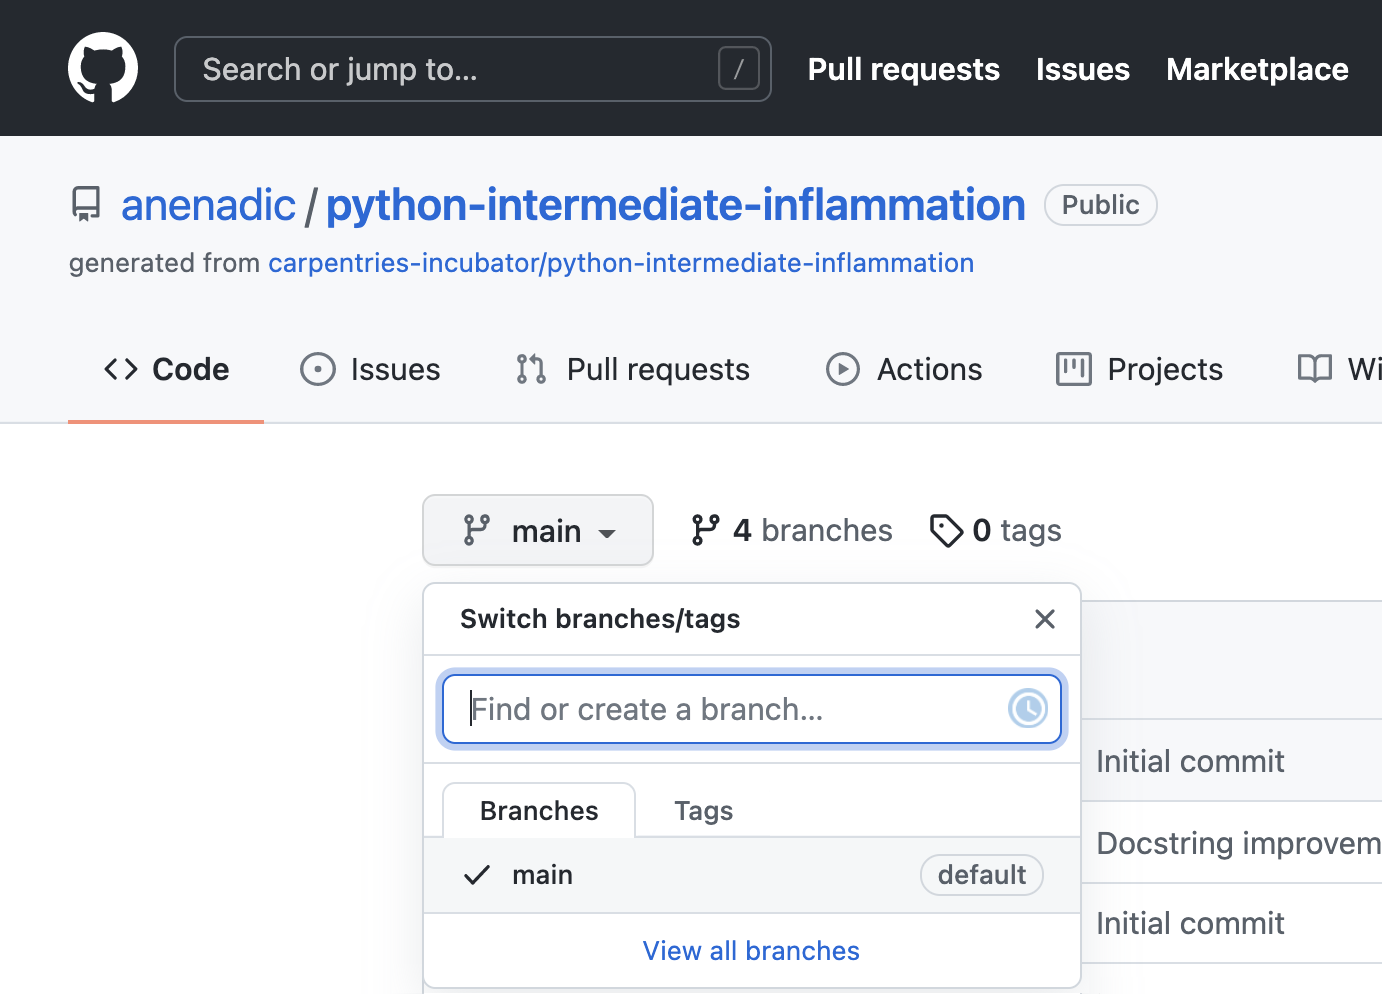 Search or jump to... /
Pull requests Issues Marketplace
anenadic / python-intermediate-inflammation Public
generated from carpentries-incubator/python-intermediate-inflammation
Code Issues Pull requests Actions Projects Wi
main 4 branches 0 tags
Switch branches/tags
Find or create a branch...
Branches Tags
main default
View all branches
Initial commit
Docstring improvem
Initial commit